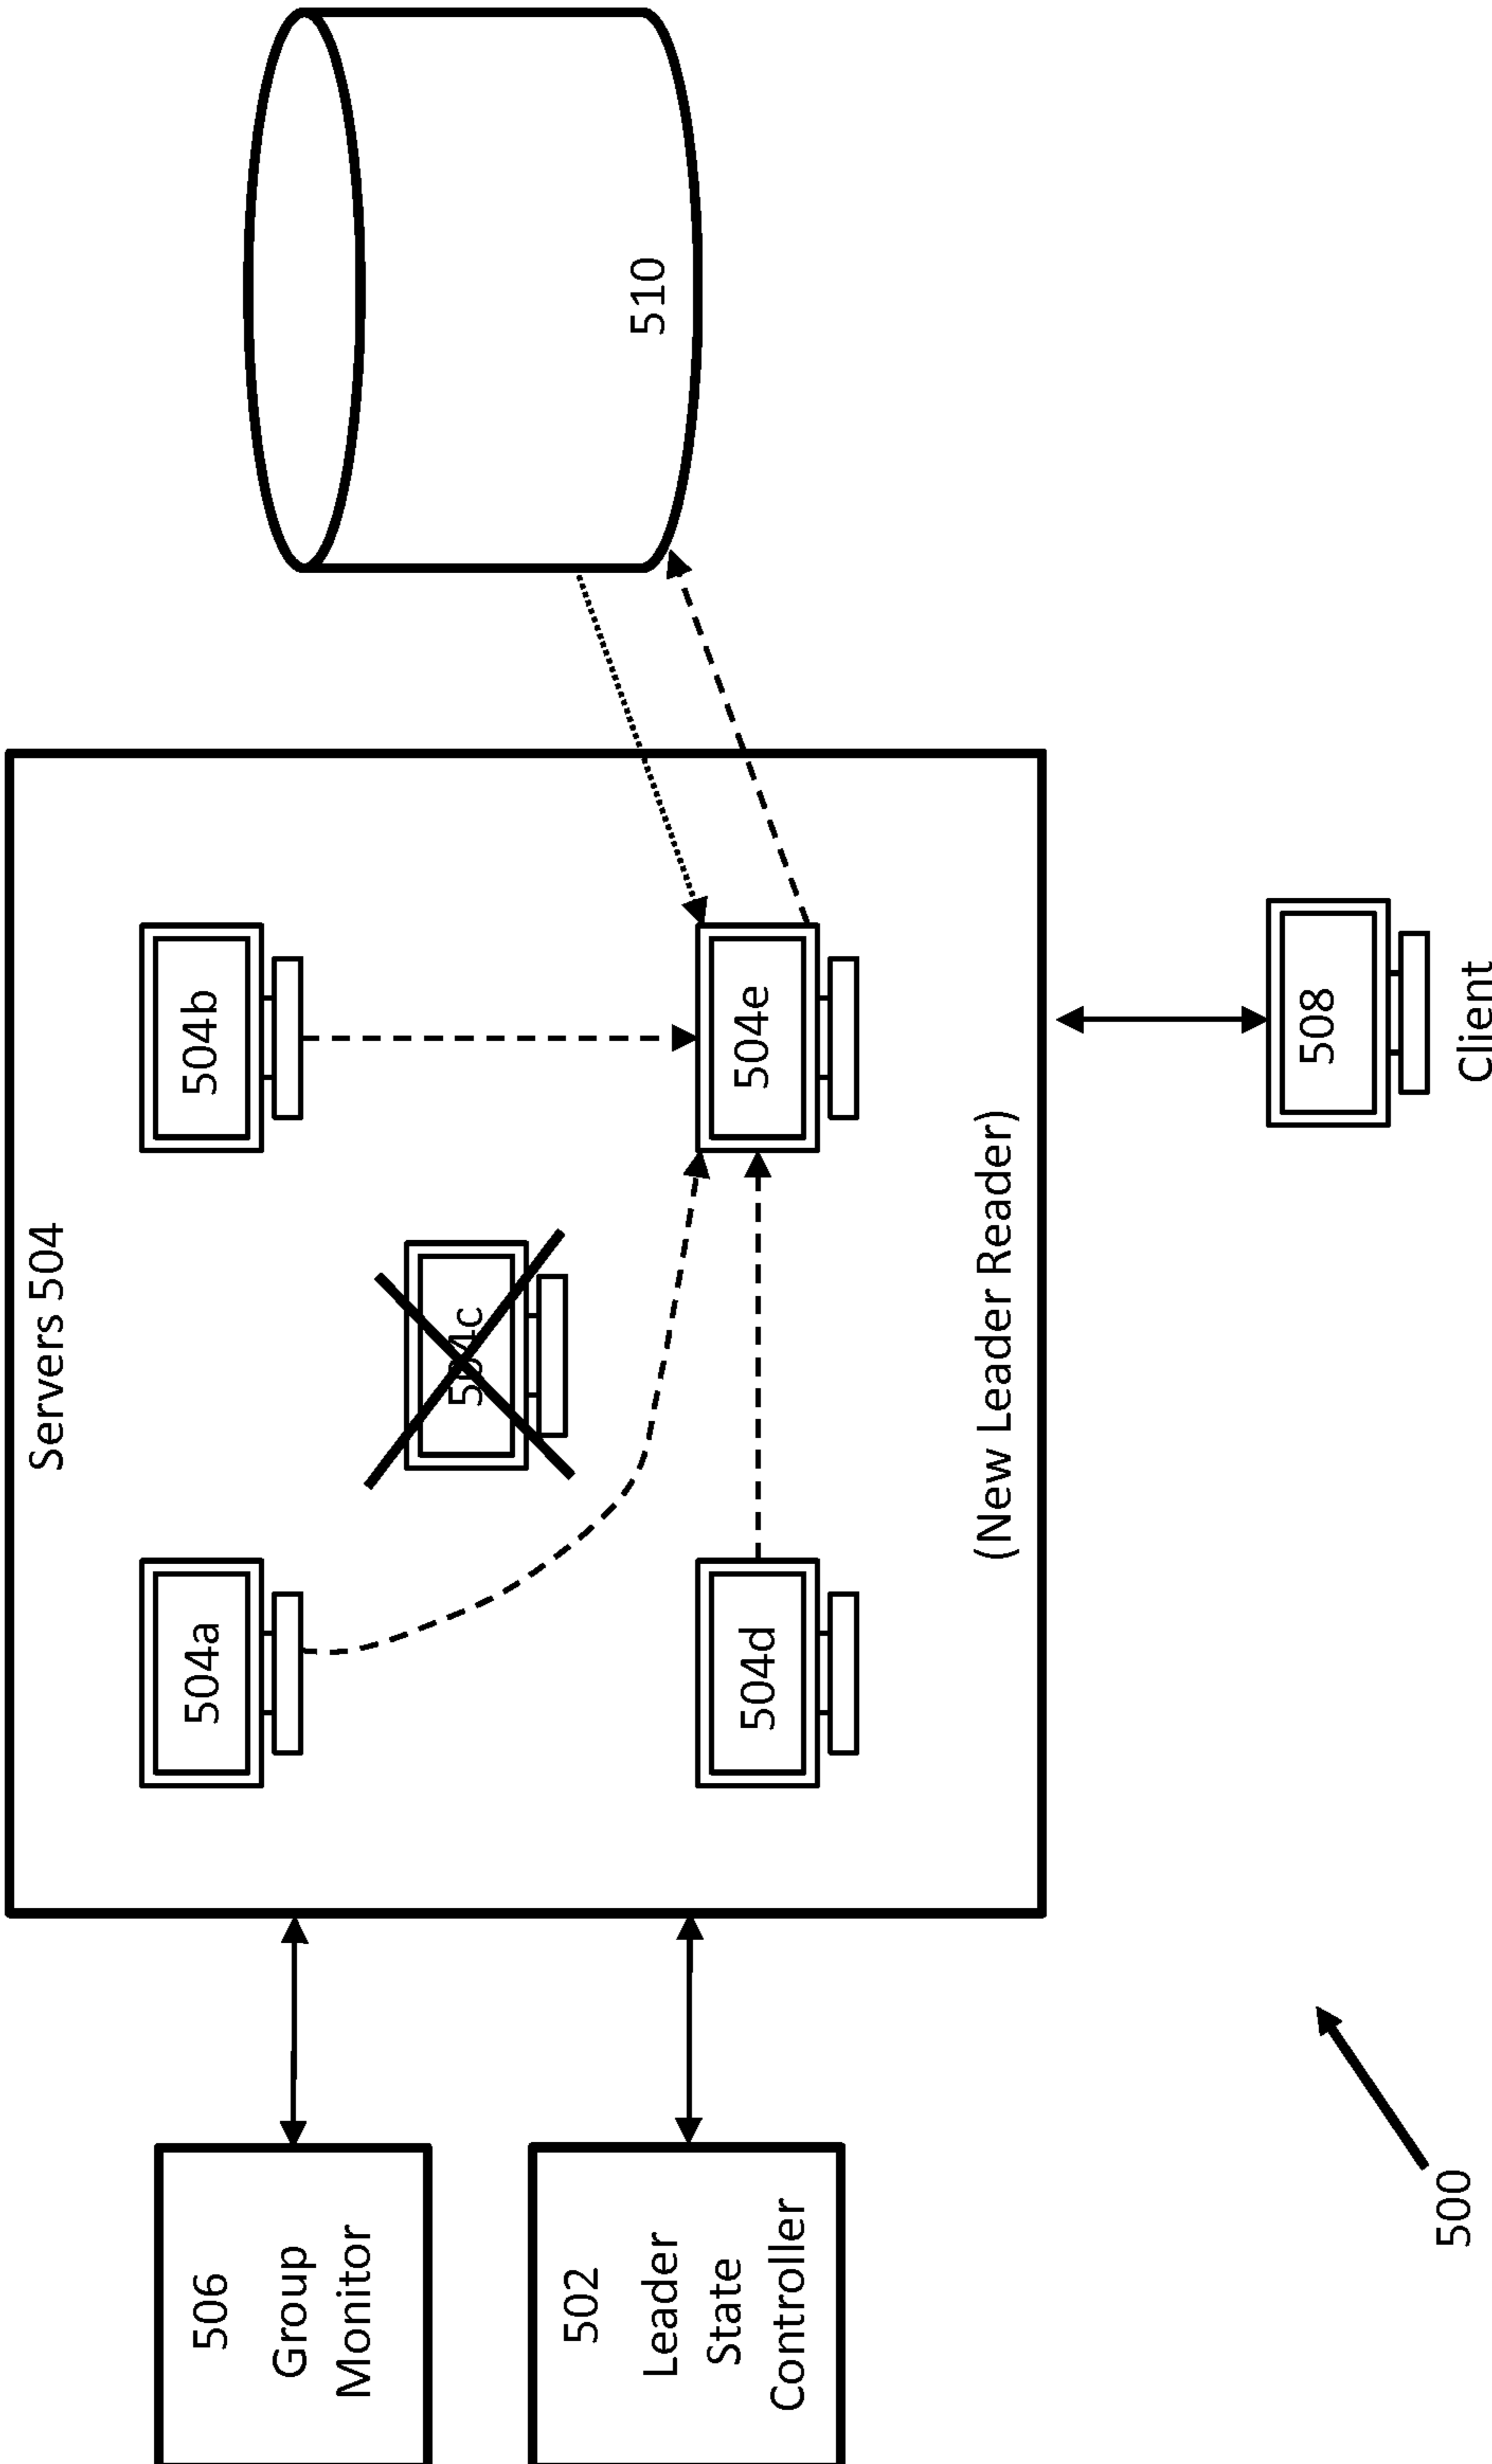 Servers 504
506
Group
Monitor
502
Leader
State
Controller
504a
504b
504c
504d
504e
(New Leader Reader)
510
508
Client
500